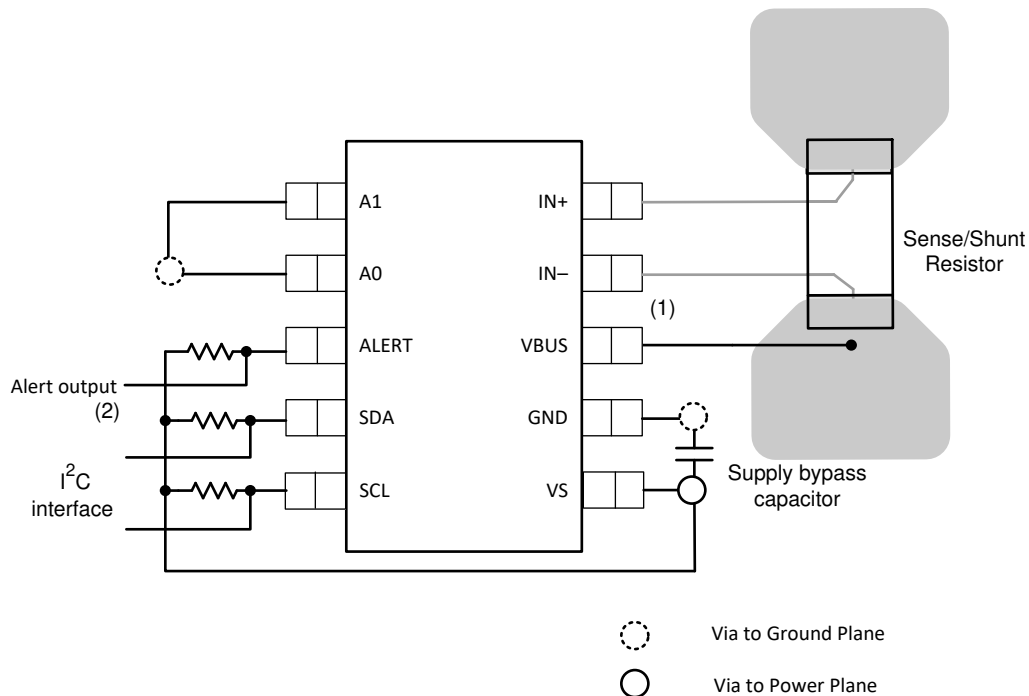 A1
A0
ALERT
SDA
SCL
IN+
IN–
VBUS
GND
VS
(1)
Sense/Shunt
Resistor
Alert output
(2)
I²C
interface
Supply bypass
capacitor
Via to Ground Plane
Via to Power Plane